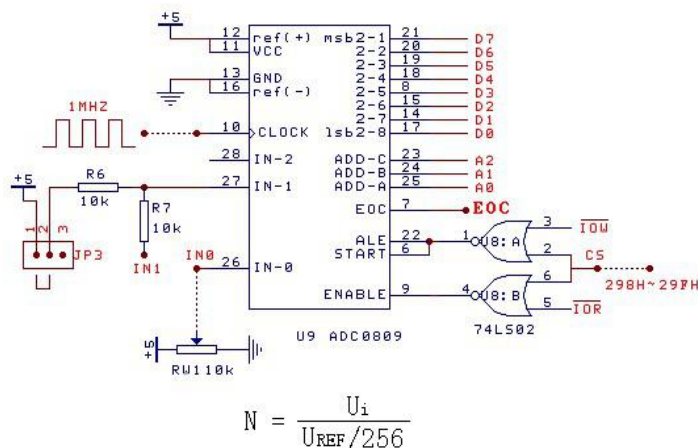 +5
12 ref(+) msb2-1 21 D7
11 VCC 2-2 20 D6
2-3 19 D5
13 GND 2-4 18 D4
16 ref(-) 2-5 8 D3
2-6 15 D2
2-7 14 D1
1MHZ
10 CLOCK lsb2-8 17 D0
28 IN-2 ADD-C 23 A2
ADD-B 24 A1
27 IN-1 ADD-A 25 A0
+5
R6
10k
R7
10k
EOC 7 EOC
1 2 3
JP3
IN1
IN0
26 IN-0
ALE 22
START 6
1 U8:A 3 IOW
2
CS
298H~29FH
6
ENABLE 9 4 U8:B 5 IOR
74LS02
U9 ADC0809
+5
RW110k
N = Ui / UREF/256